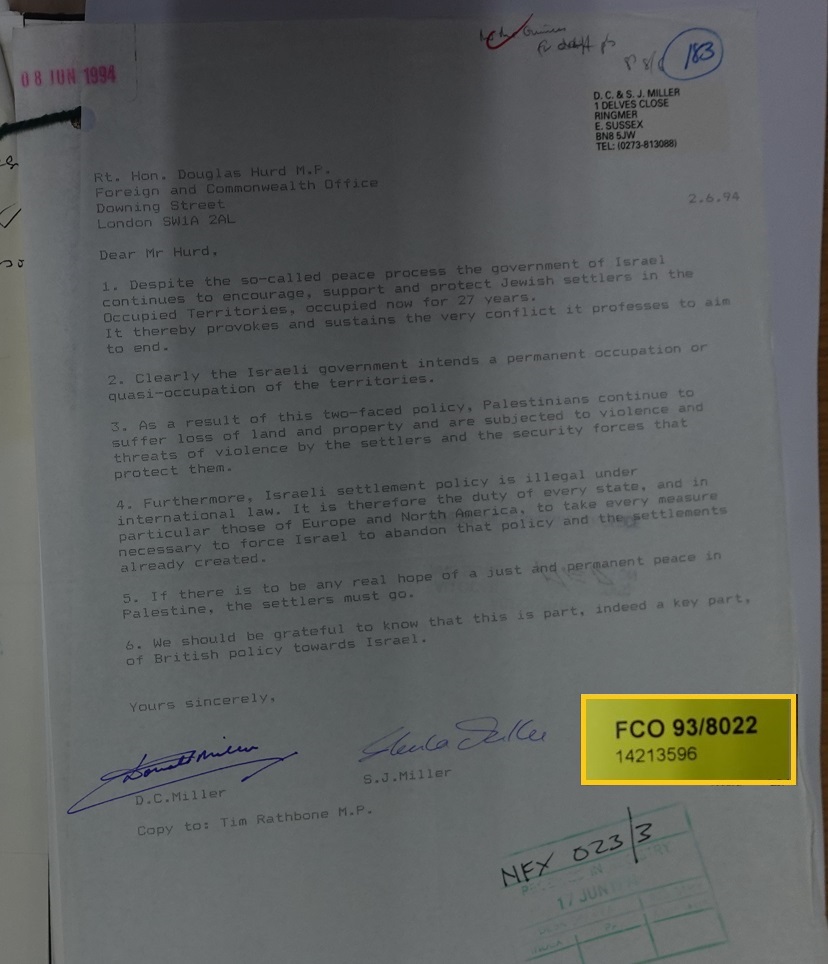 08 JUN 1994
183
D. C. & S. J. MILLER
1 DELVES CLOSE
RINGMER
E. SUSSEX
BN8 5JW
TEL: (0273-813088)
Rt. Hon. Douglas Hurd M.P.
Foreign and Commonwealth Office
Downing Street
London SW1A 2AL
2.6.94
Dear Mr Hurd,
1. Despite the so-called peace process the government of Israel
continues to encourage, support and protect Jewish settlers in the
Occupied Territories, occupied now for 27 years.
It thereby provokes and sustains the very conflict it professes to aim
to end.
2. Clearly the Israeli government intends a permanent occupation or
quasi-occupation of the territories.
3. As a result of this two-faced policy, Palestinians continue to
suffer loss of land and property and are subjected to violence and
threats of violence by the settlers and the security forces that
protect them.
4. Furthermore, Israeli settlement policy is illegal under
international law. It is therefore the duty of every state, and in
particular those of Europe and North America, to take every measure
necessary to force Israel to abandon that policy and the settlements
already created.
5. If there is to be any real hope of a just and permanent peace in
Palestine, the settlers must go.
6. We should be grateful to know that this is part, indeed a key part,
of British policy towards Israel.
Yours sincerely,
D.C.Miller
S.J.Miller
Copy to: Tim Rathbone M.P.
FCO 93/8022
14213596
NFX 023/3
17 JUN